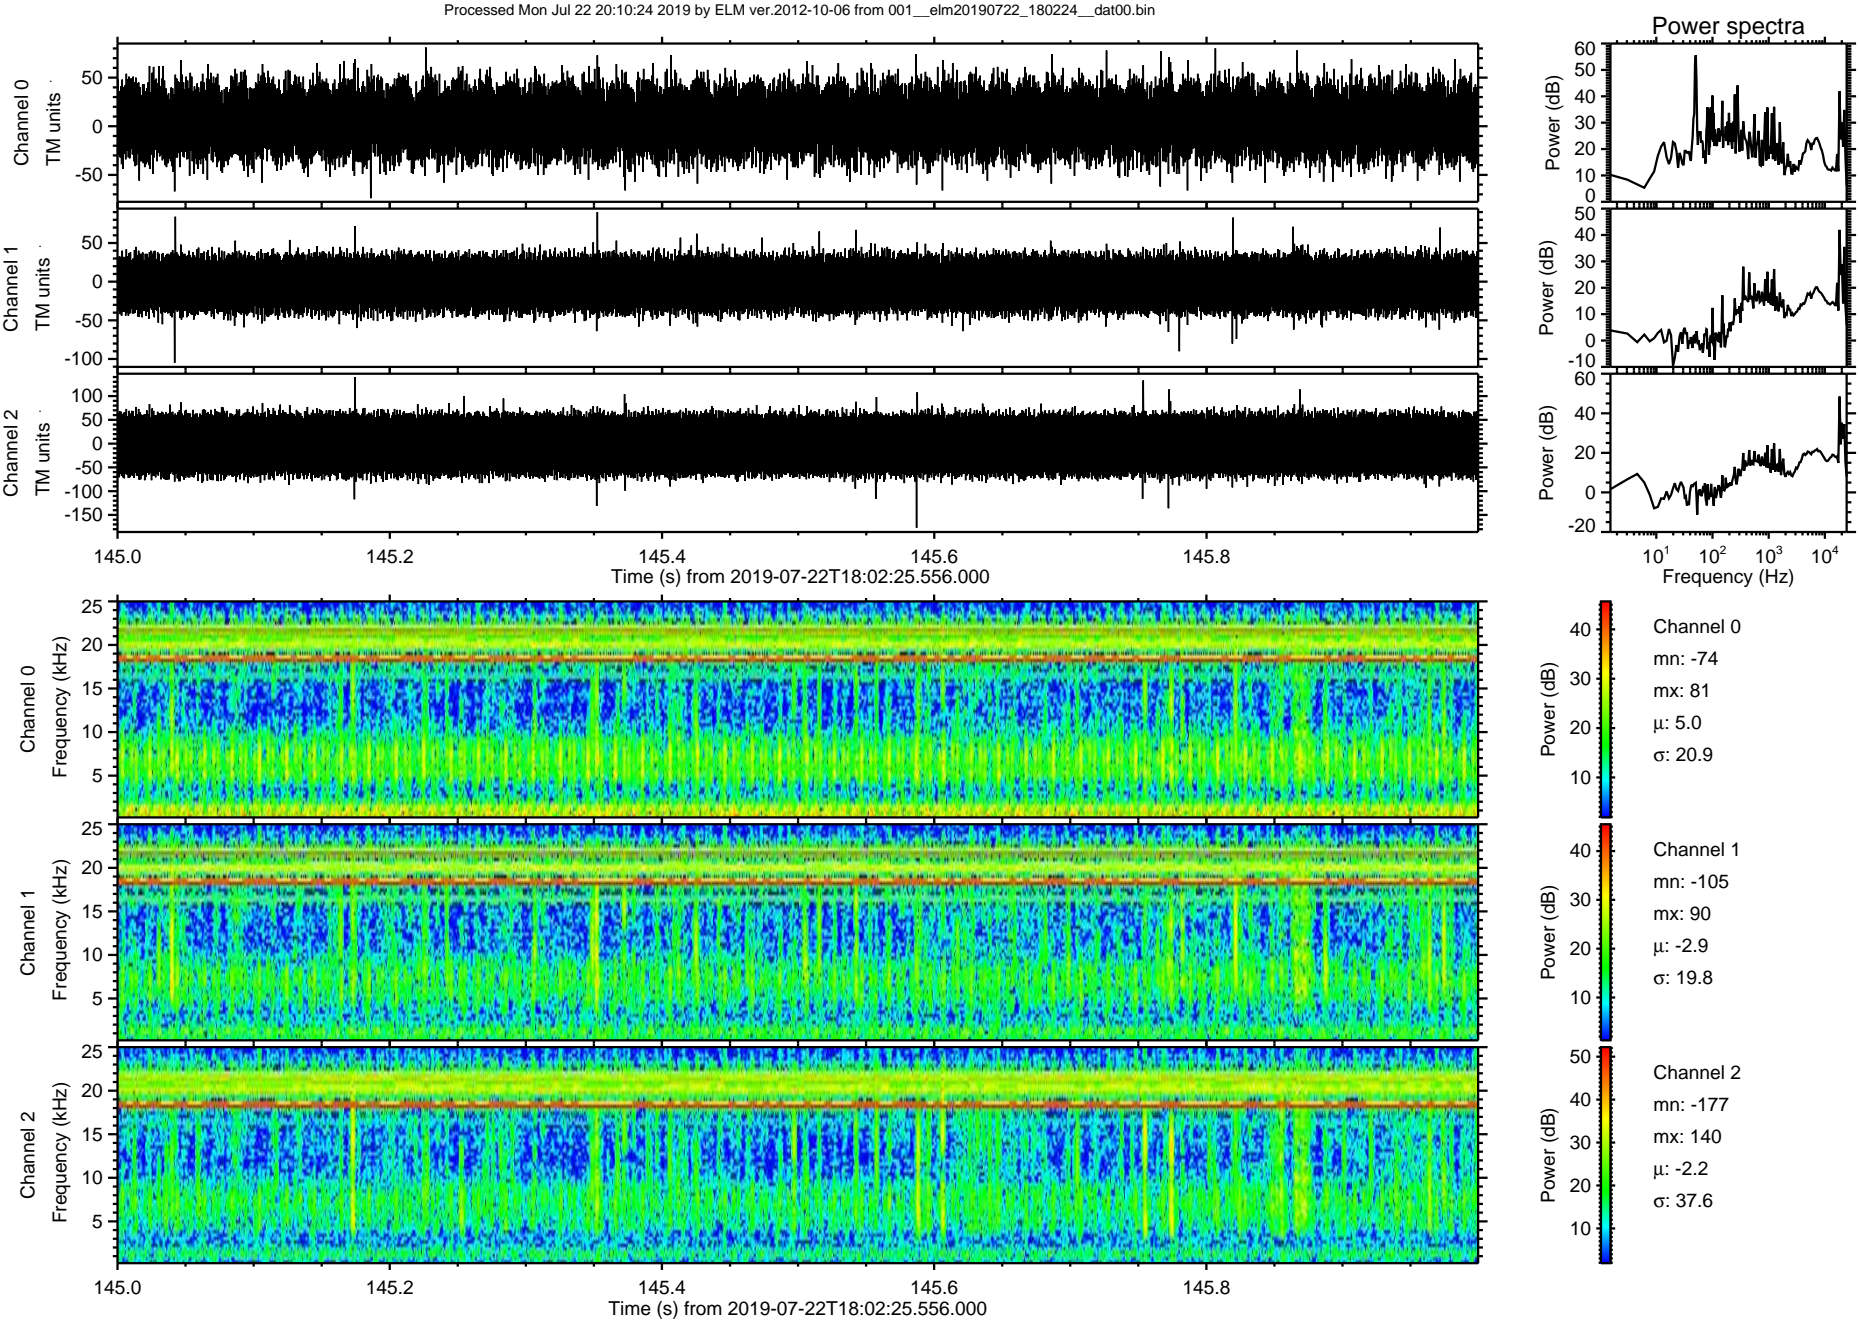 Processed Mon Jul 22 20:10:24 2019 by ELM ver.2012-10-06 from 001__elm20190722_180224__dat00.bin
Power spectra
Channel 0
TM units
50
0
-50
Power (dB)
60
50
40
30
20
10
0
Channel 1
TM units
50
0
-50
-100
Power (dB)
50
40
30
20
10
0
-10
Channel 2
TM units
100
50
0
-50
-100
-150
Power (dB)
60
40
20
0
-20
145.0 145.2 145.4 145.6 145.8
Time (s) from 2019-07-22T18:02:25.556.000
10^1 10^2 10^3 10^4
Frequency (Hz)
Channel 0
Frequency (kHz)
25
20
15
10
5
Power (dB)
40
30
20
10
Channel 0
mn: -74
mx: 81
μ: 5.0
σ: 20.9
Channel 1
Frequency (kHz)
25
20
15
10
5
Power (dB)
40
30
20
10
Channel 1
mn: -105
mx: 90
μ: -2.9
σ: 19.8
Channel 2
Frequency (kHz)
25
20
15
10
5
Power (dB)
50
40
30
20
10
Channel 2
mn: -177
mx: 140
μ: -2.2
σ: 37.6
145.0 145.2 145.4 145.6 145.8
Time (s) from 2019-07-22T18:02:25.556.000